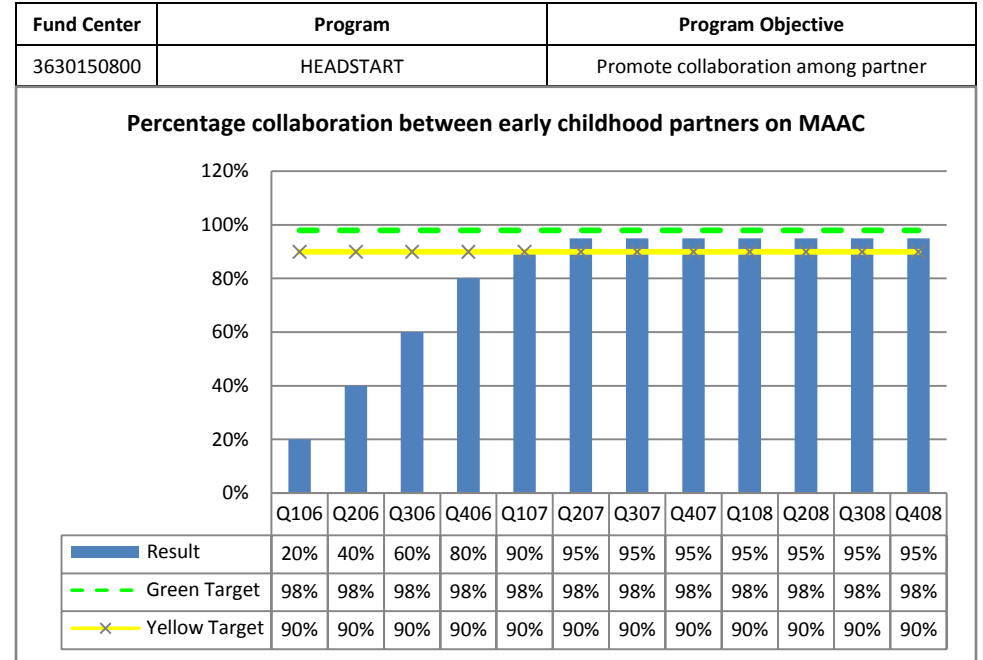 Fund Center Program Program Objective
3630150800 HEADSTART Promote collaboration among partner
Percentage collaboration between early childhood partners on MAAC
120%
100%
80%
60%
40%
20%
0%
Q106 Q206 Q306 Q406 Q107 Q207 Q307 Q407 Q108 Q208 Q308 Q408
Result 20% 40% 60% 80% 90% 95% 95% 95% 95% 95% 95% 95%
Green Target 98% 98% 98% 98% 98% 98% 98% 98% 98% 98% 98% 98%
Yellow Target 90% 90% 90% 90% 90% 90% 90% 90% 90% 90% 90% 90%